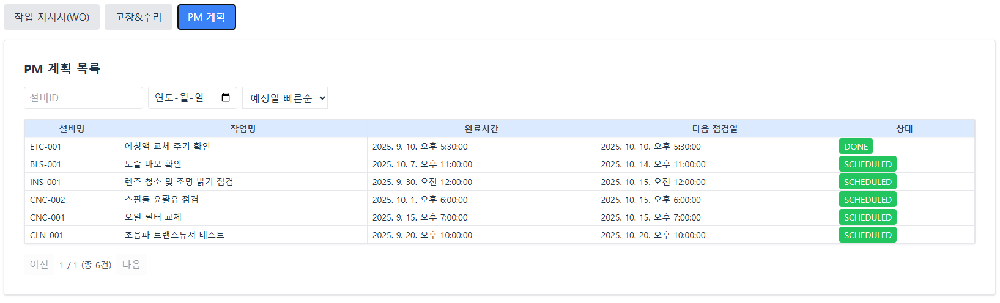 작업 지시서(WO) 고장&수리 PM 계획
PM 계획 목록
설비ID 연도-월-일 예정일 빠른순
설비명 작업명 완료시간 다음 점검일 상태
ETC-001 에칭액 교체 주기 확인 2025. 9. 10. 오후 5:30:00 2025. 10. 10. 오후 5:30:00 DONE
BLS-001 노즐 마모 확인 2025. 10. 7. 오후 11:00:00 2025. 10. 14. 오후 11:00:00 SCHEDULED
INS-001 렌즈 청소 및 조명 밝기 점검 2025. 9. 30. 오전 12:00:00 2025. 10. 15. 오전 12:00:00 SCHEDULED
CNC-002 스핀들 윤활유 점검 2025. 10. 1. 오후 6:00:00 2025. 10. 15. 오후 6:00:00 SCHEDULED
CNC-001 오일 필터 교체 2025. 9. 15. 오후 7:00:00 2025. 10. 15. 오후 7:00:00 SCHEDULED
CLN-001 초음파 트랜스듀서 테스트 2025. 9. 20. 오후 10:00:00 2025. 10. 20. 오후 10:00:00 SCHEDULED
이전 1 / 1 (총 6건) 다음